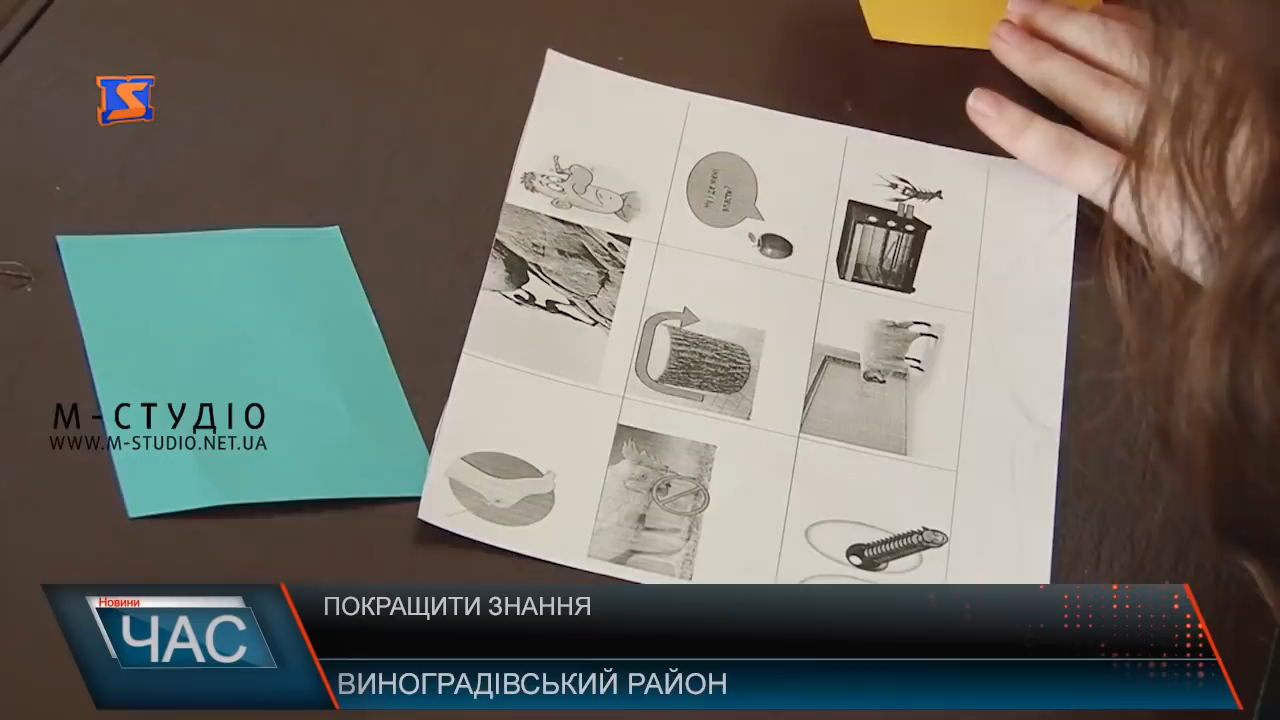 М-СТУДІО
WWW.M-STUDIO.NET.UA
Новини
ЧАС
ПОКРАЩИТИ ЗНАННЯ
ВИНОГРАДІВСЬКИЙ РАЙОН